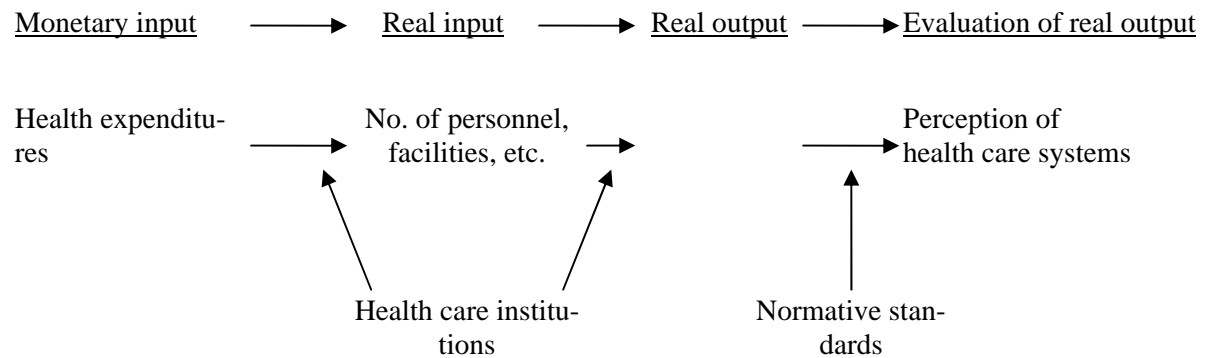 Monetary input Real input Real output Evaluation of real output
Health expenditu-
res
No. of personnel,
facilities, etc.
Perception of
health care systems
Health care institu-
tions
Normative stan-
dards